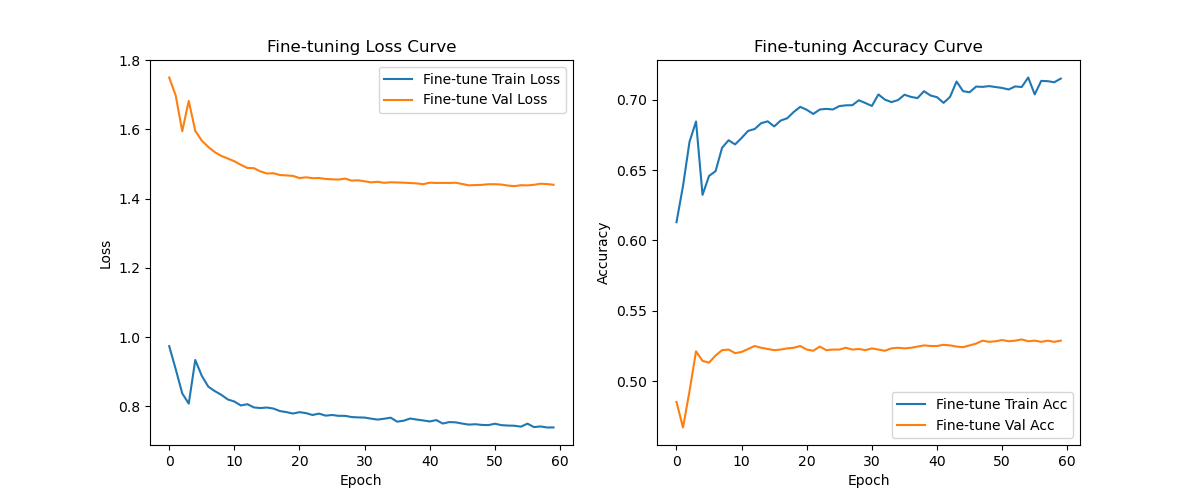 Fine-tuning Loss Curve
1.8
1.6
1.4
1.2
1.0
0.8
Loss
0 10 20 30 40 50 60
Epoch
Fine-tune Train Loss
Fine-tune Val Loss
Fine-tuning Accuracy Curve
0.70
0.65
0.60
0.55
0.50
Accuracy
0 10 20 30 40 50 60
Epoch
Fine-tune Train Acc
Fine-tune Val Acc